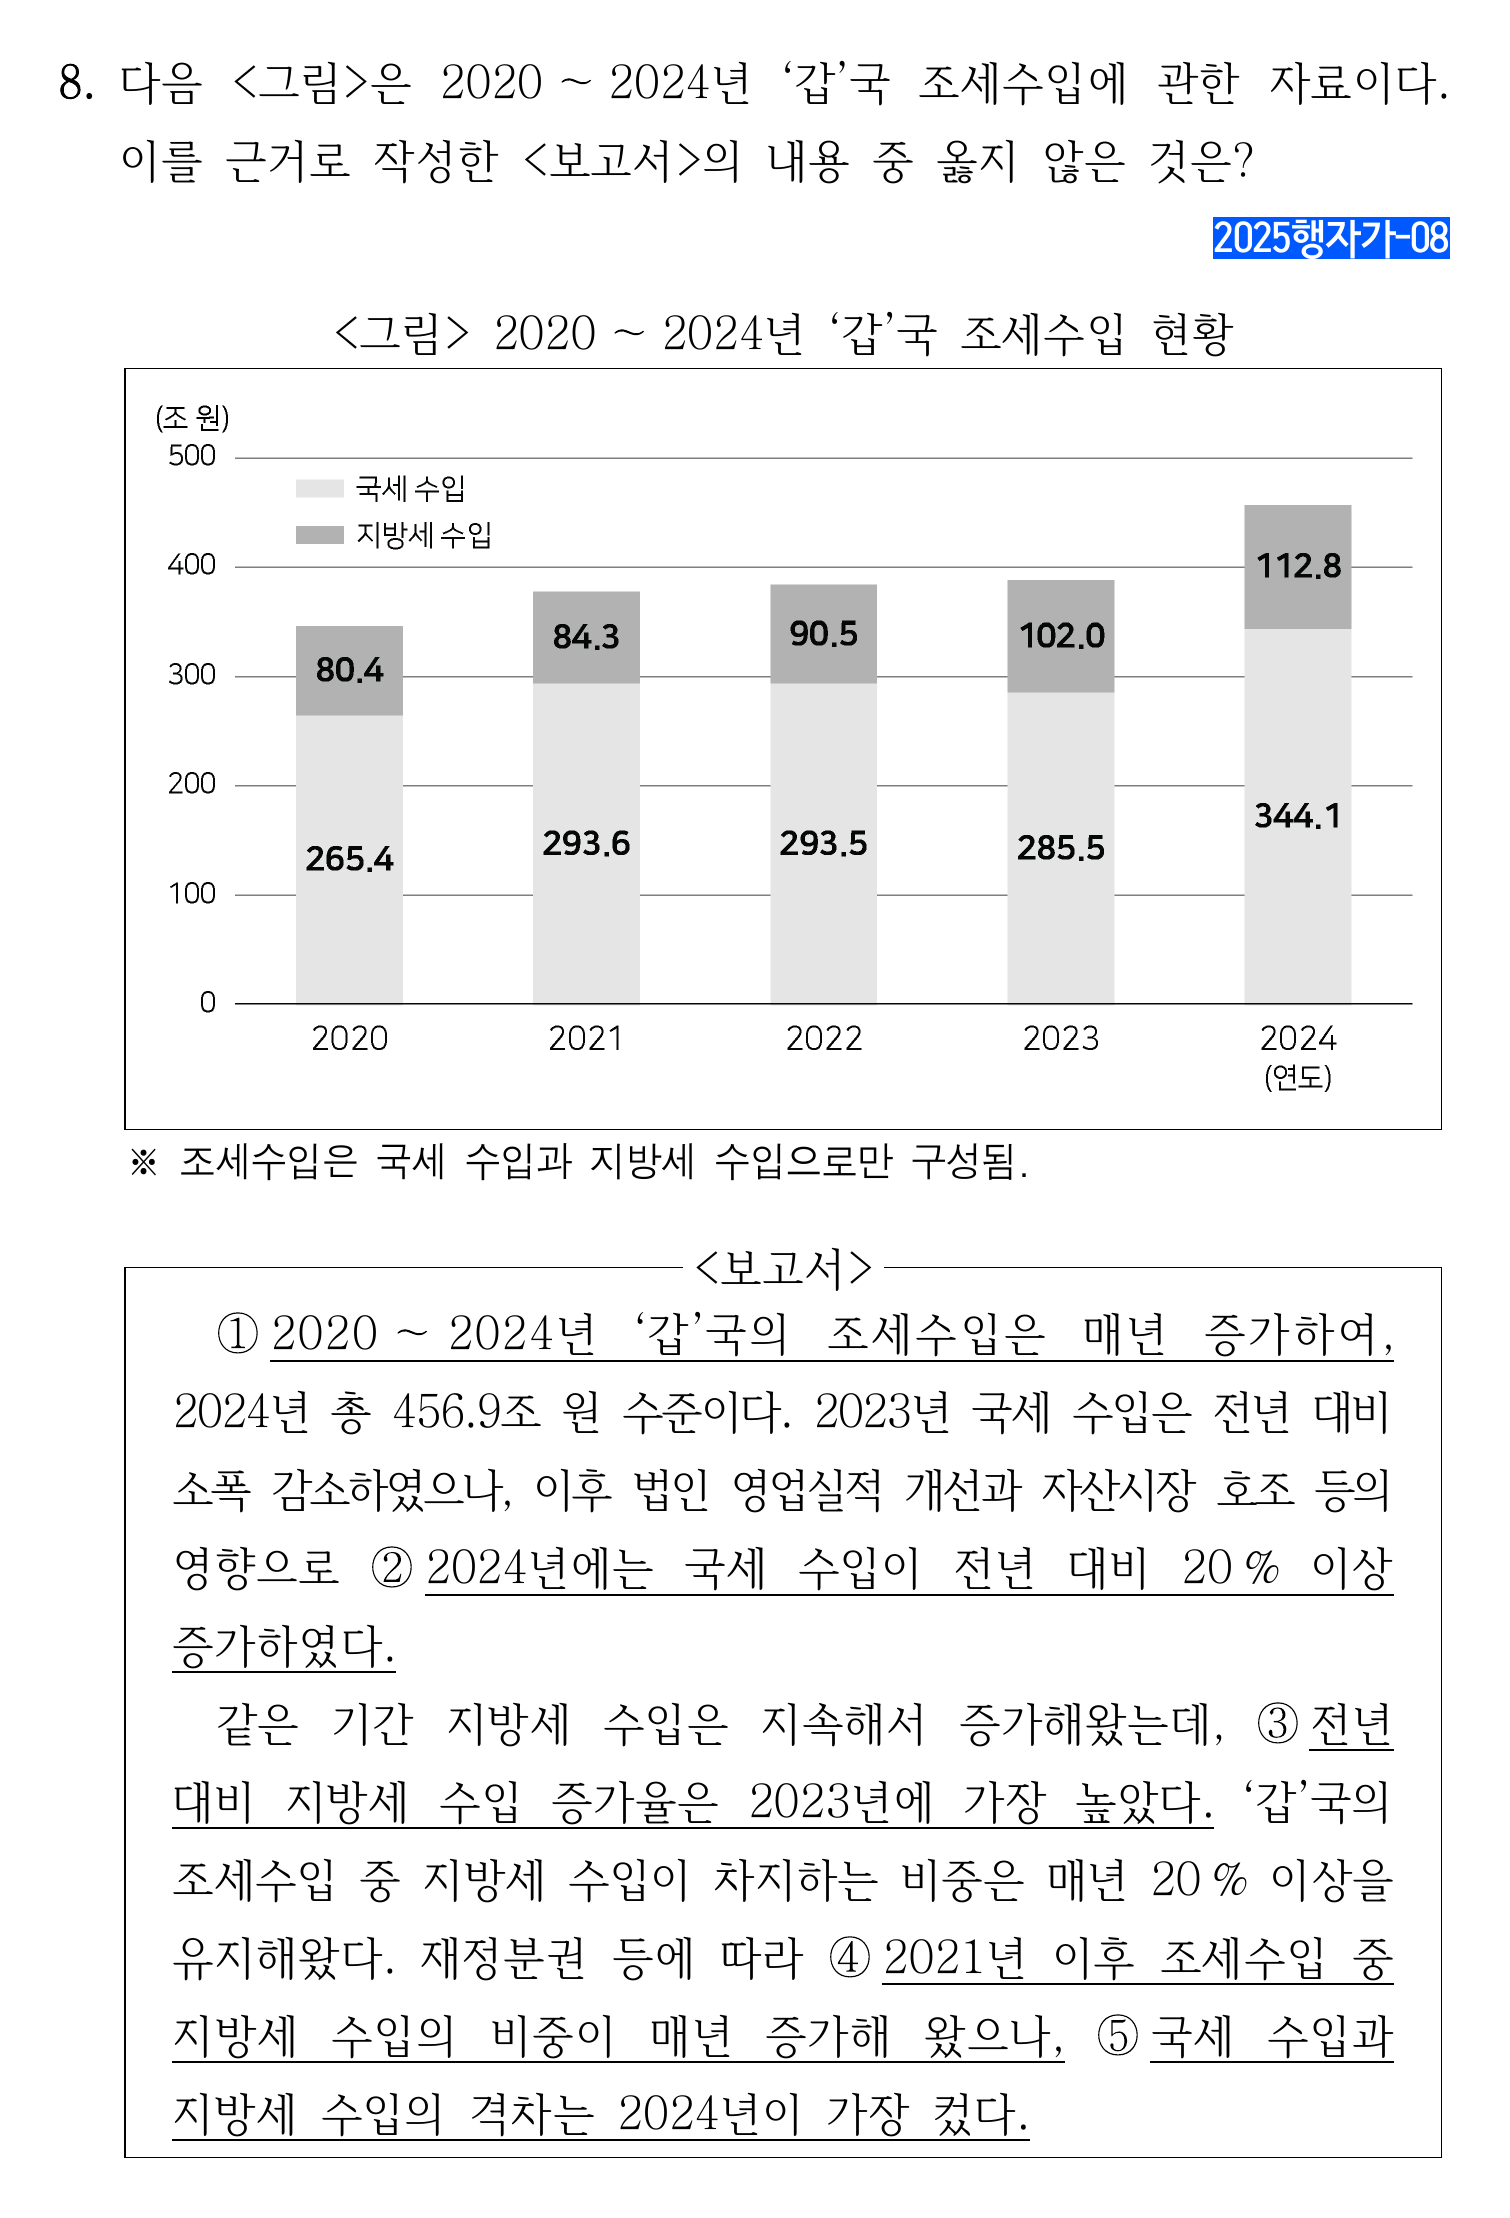 8. 다음 <그림>은 2020 ~ 2024년 ‘갑’국 조세수입에 관한 자료이다.
이를 근거로 작성한 <보고서>의 내용 중 옳지 않은 것은?
2025행자가-08
<그림> 2020 ~ 2024년 ‘갑’국 조세수입 현황
(조 원)
500
국세 수입
지방세 수입
400
300
200
100
0
80.4
84.3
90.5
102.0
112.8
265.4
293.6
293.5
285.5
344.1
2020
2021
2022
2023
2024
(연도)
※ 조세수입은 국세 수입과 지방세 수입으로만 구성됨.
<보고서>
① 2020 ~ 2024년 ‘갑’국의 조세수입은 매년 증가하여,
2024년 총 456.9조 원 수준이다. 2023년 국세 수입은 전년 대비
소폭 감소하였으나, 이후 법인 영업실적 개선과 자산시장 호조 등의
영향으로 ② 2024년에는 국세 수입이 전년 대비 20 % 이상
증가하였다.
같은 기간 지방세 수입은 지속해서 증가해왔는데, ③ 전년
대비 지방세 수입 증가율은 2023년에 가장 높았다. ‘갑’국의
조세수입 중 지방세 수입이 차지하는 비중은 매년 20 % 이상을
유지해왔다. 재정분권 등에 따라 ④ 2021년 이후 조세수입 중
지방세 수입의 비중이 매년 증가해 왔으나, ⑤ 국세 수입과
지방세 수입의 격차는 2024년이 가장 컸다.